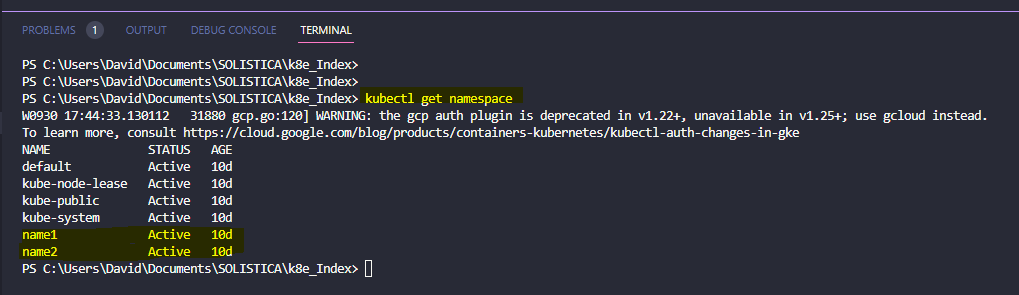 PROBLEMS 1 OUTPUT DEBUG CONSOLE TERMINAL
PS C:\Users\David\Documents\SOLISTICA\k8e_Index>
PS C:\Users\David\Documents\SOLISTICA\k8e_Index>
PS C:\Users\David\Documents\SOLISTICA\k8e_Index> kubectl get namespace
W0930 17:44:33.130112   31880 gcp.go:120] WARNING: the gcp auth plugin is deprecated in v1.22+, unavailable in v1.25+; use gcloud instead.
To learn more, consult https://cloud.google.com/blog/products/containers-kubernetes/kubectl-auth-changes-in-gke
NAME              STATUS   AGE
default           Active   10d
kube-node-lease   Active   10d
kube-public       Active   10d
kube-system       Active   10d
name1             Active   10d
name2             Active   10d
PS C:\Users\David\Documents\SOLISTICA\k8e_Index>